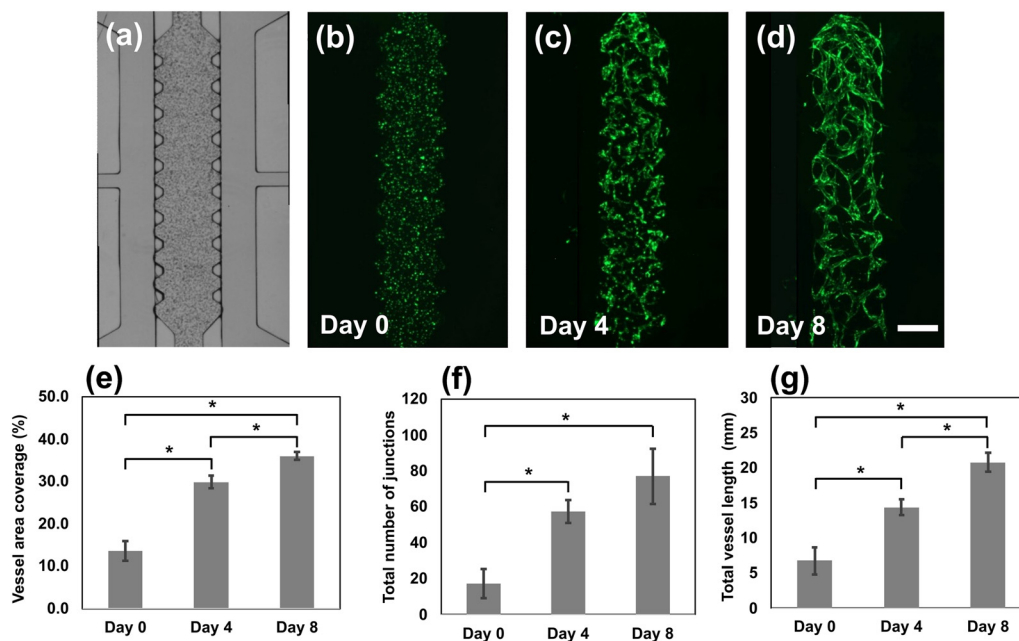 (a)
(b)
(c)
(d)
Day 0
Day 4
Day 8
(e)
(f)
(g)
Vessel area coverage (%)
50.0
40.0
30.0
20.0
10.0
0.0
*
*
*
Day 0
Day 4
Day 8
Total number of junctions
120
100
80
60
40
20
0
*
*
Day 0
Day 4
Day 8
Total vessel length (mm)
30
25
20
15
10
5
0
*
*
*
Day 0
Day 4
Day 8